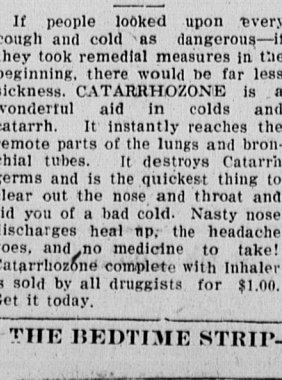 If people looked upon every
cough and cold as dangerous—if
they took remedial measures in the
beginning, there would be far less
sickness. CATARRHOZONE is a
wonderful aid in colds and
catarrh. It instantly reaches the
remote parts of the lungs and bron-
chial tubes. It destroys Catarrh
germs and is the quickest thing to
clear out the nose and throat and
rid you of a bad cold. Nasty nose
discharges heal up, the headache
goes, and no medicine to take!
Catarrhozone complete with Inhaler
is sold by all druggists for $1.00.
Get it today.
THE BEDTIME STRIP-